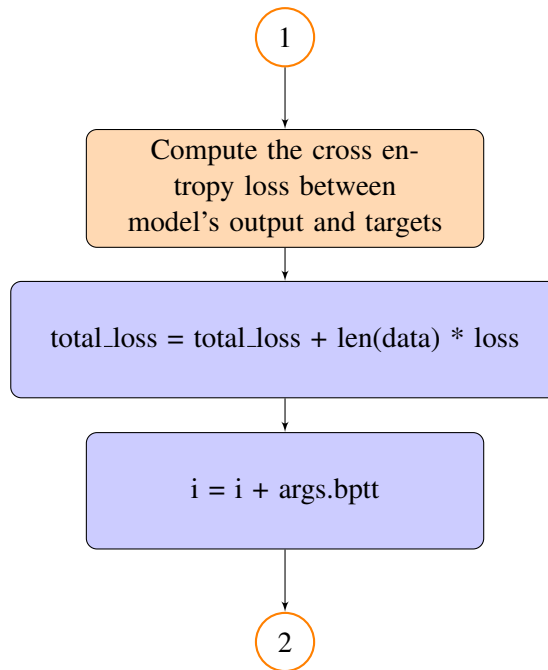 1
Compute the cross en-
tropy loss between
model's output and targets
total_loss = total_loss + len(data) * loss
i = i + args.bptt
2